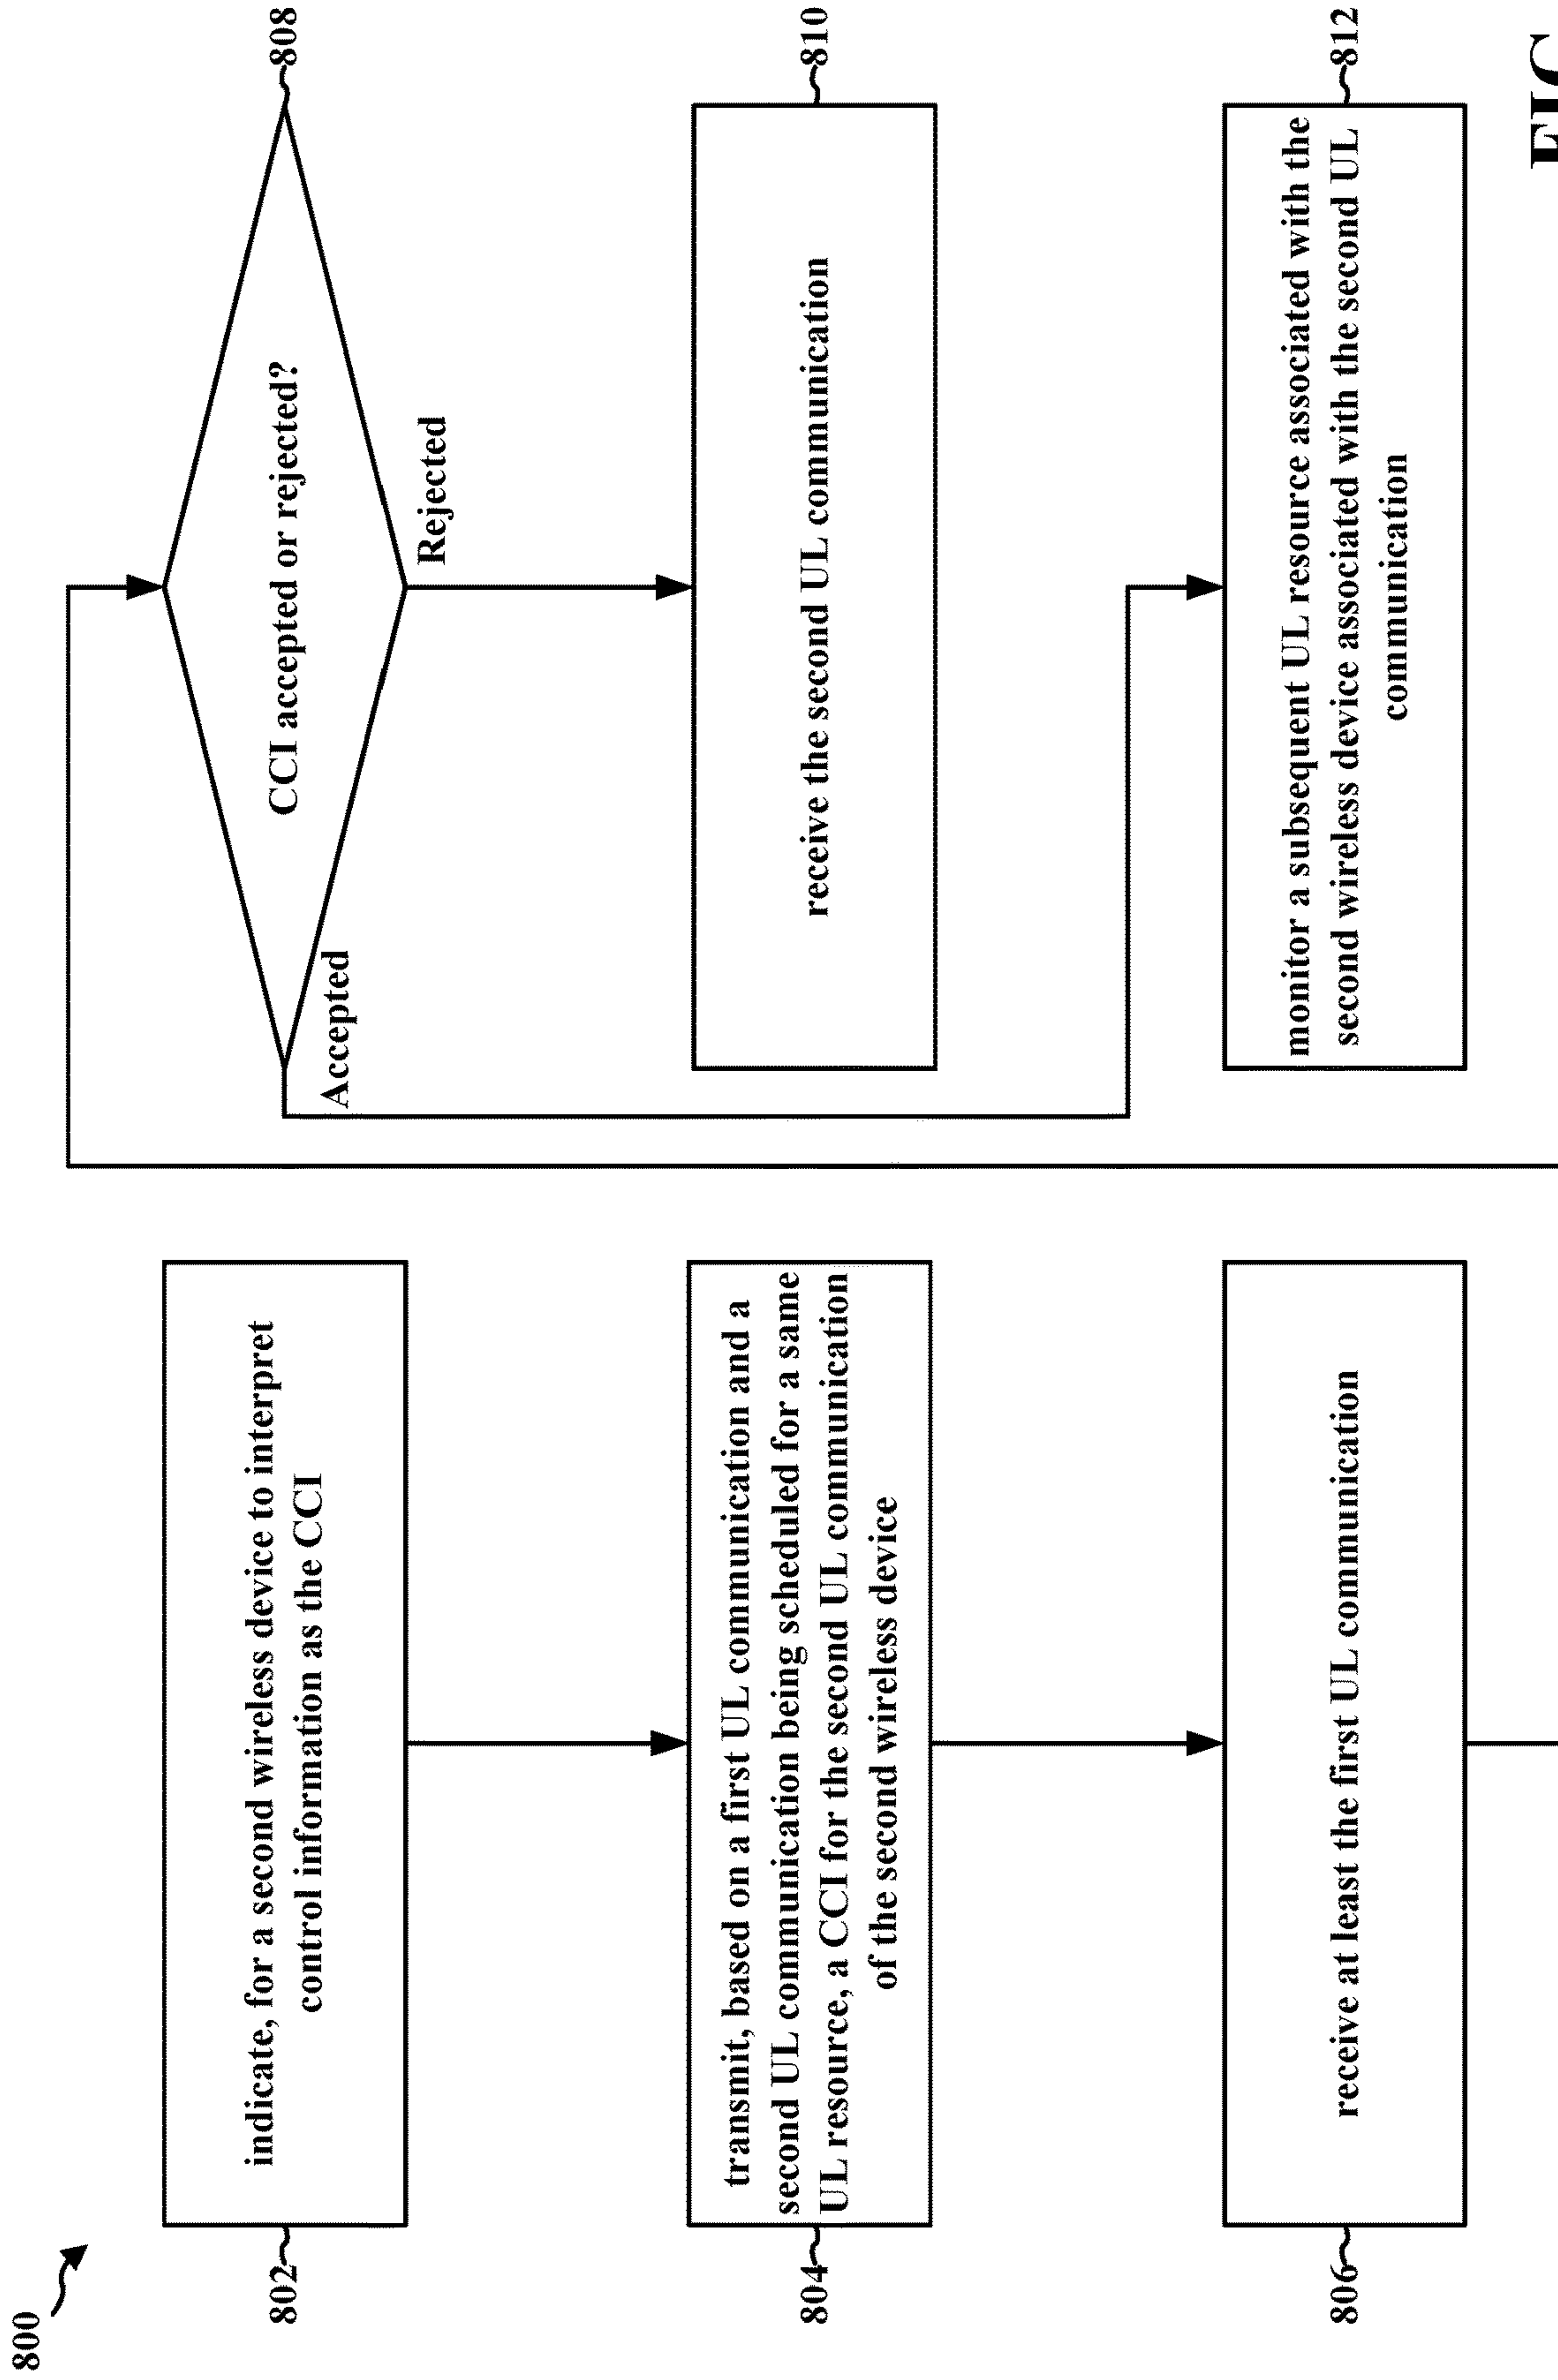 800
802
indicate, for a second wireless device to interpret
control information as the CCI
804
transmit, based on a first UL communication and a
second UL communication being scheduled for a same
UL resource, a CCI for the second UL communication
of the second wireless device
806
receive at least the first UL communication
808
CCI accepted or rejected?
Accepted
Rejected
810
receive the second UL communication
812
monitor a subsequent UL resource associated with the
second wireless device associated with the second UL
communication